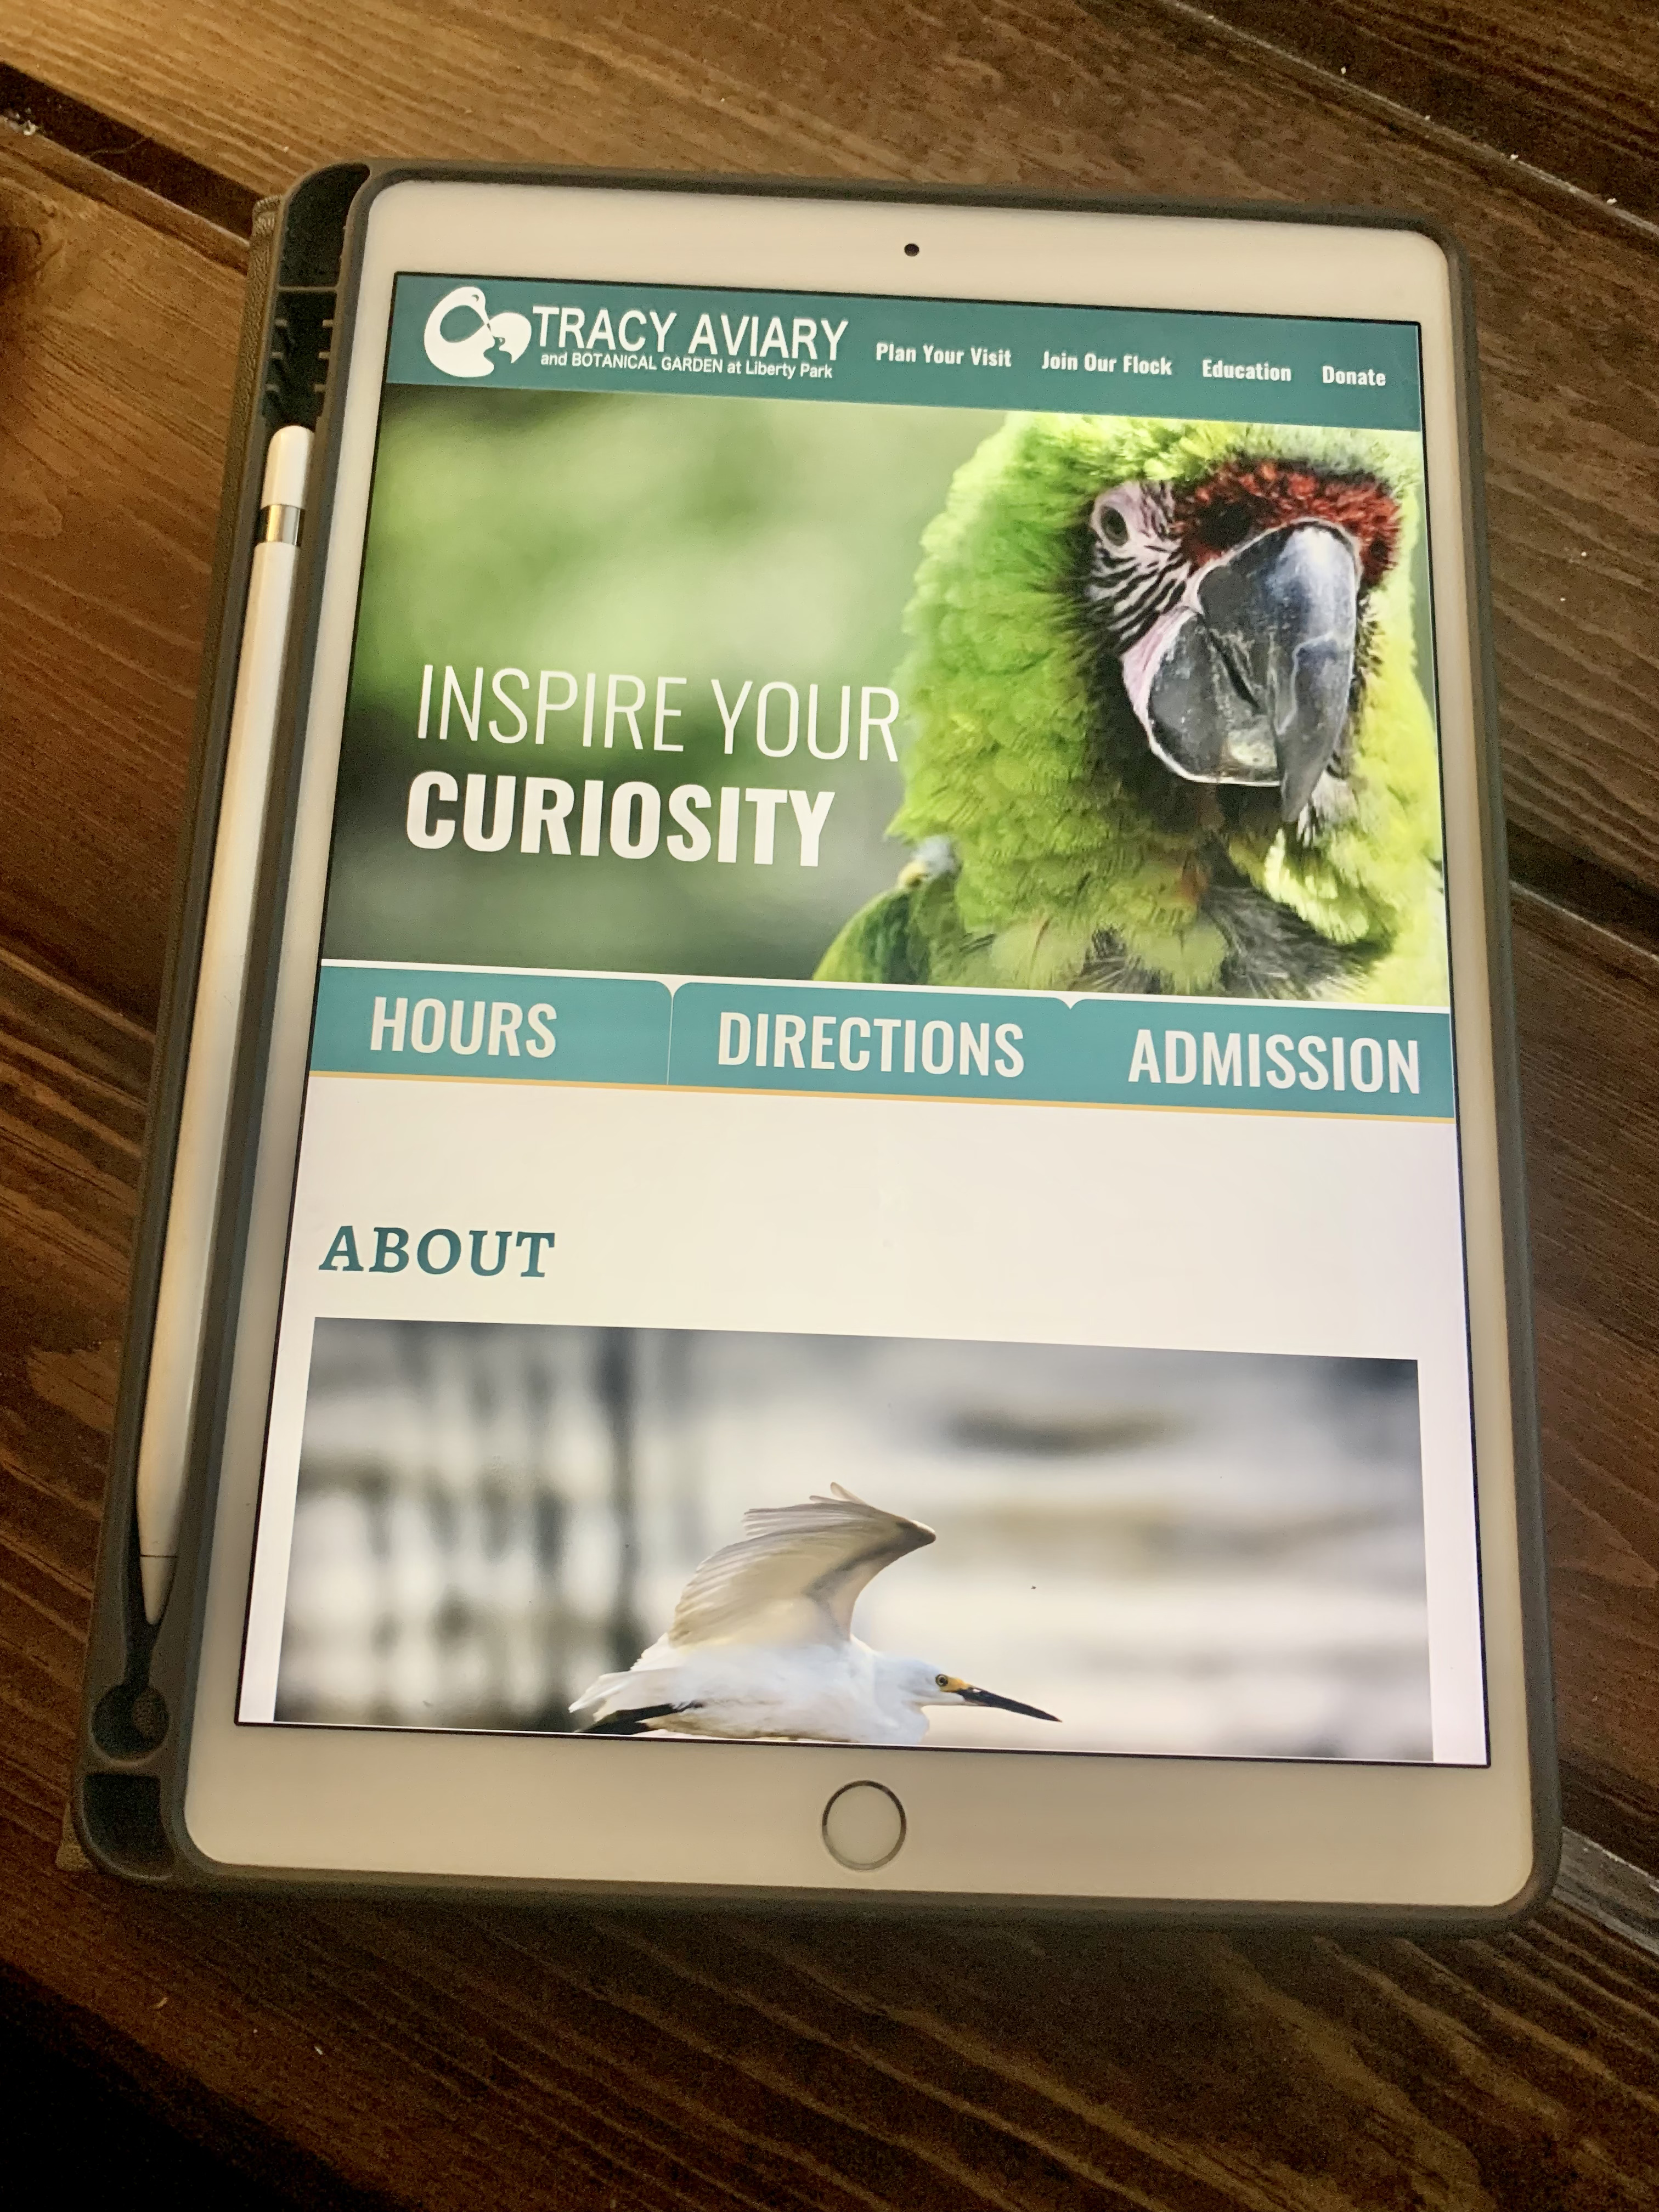 TRACY AVIARY
and BOTANICAL GARDEN at Liberty Park
Plan Your Visit Join Our Flock Education Donate
INSPIRE YOUR
CURIOSITY
HOURS DIRECTIONS ADMISSION
ABOUT